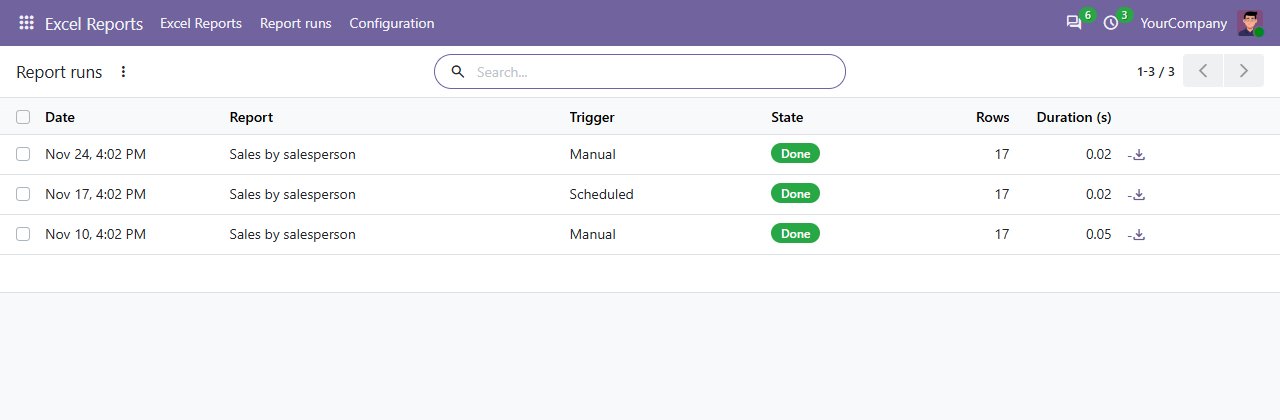 Excel Reports Excel Reports Report runs Configuration 6 3 YourCompany
Report runs Search... 1-3 / 3
Date Report Trigger State Rows Duration (s)
Nov 24, 4:02 PM Sales by salesperson Manual Done 17 0.02 -
Nov 17, 4:02 PM Sales by salesperson Scheduled Done 17 0.02 -
Nov 10, 4:02 PM Sales by salesperson Manual Done 17 0.05 -